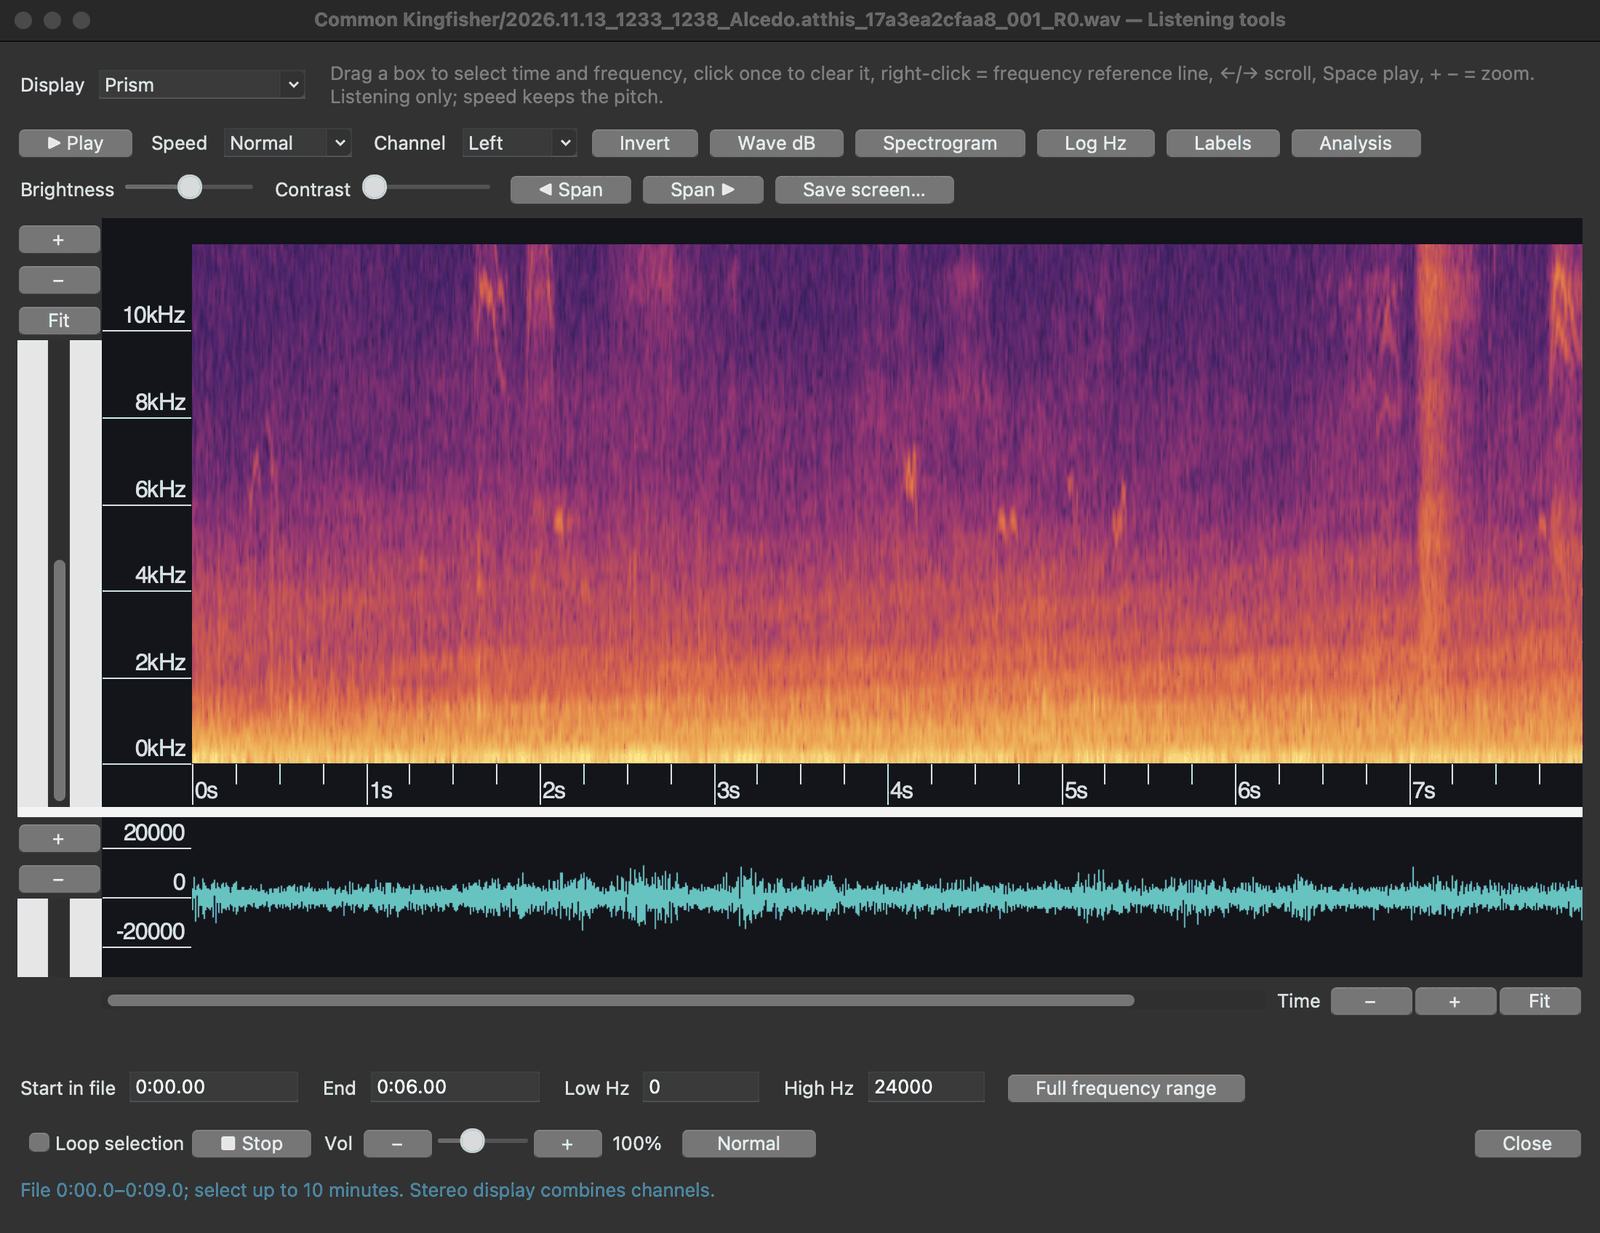 Common Kingfisher/2026.11.13_1233_1238_Alcedo.atthis_17a3ea2cfaa8_001_R0.wav — Listening tools
Display Prism
Drag a box to select time and frequency, click once to clear it, right-click = frequency reference line, ←/→ scroll, Space play, + − = zoom.
Listening only; speed keeps the pitch.
▶ Play Speed Normal Channel Left Invert Wave dB Spectrogram Log Hz Labels Analysis
Brightness Contrast ◀ Span Span ▶ Save screen...
+
−
Fit
10kHz
8kHz
6kHz
4kHz
2kHz
0kHz
0s 1s 2s 3s 4s 5s 6s 7s
+
−
20000
0
-20000
Time − + Fit
Start in file 0:00.00 End 0:06.00 Low Hz 0 High Hz 24000 Full frequency range
Loop selection Stop Vol − + 100% Normal Close
File 0:00.0–0:09.0; select up to 10 minutes. Stereo display combines channels.